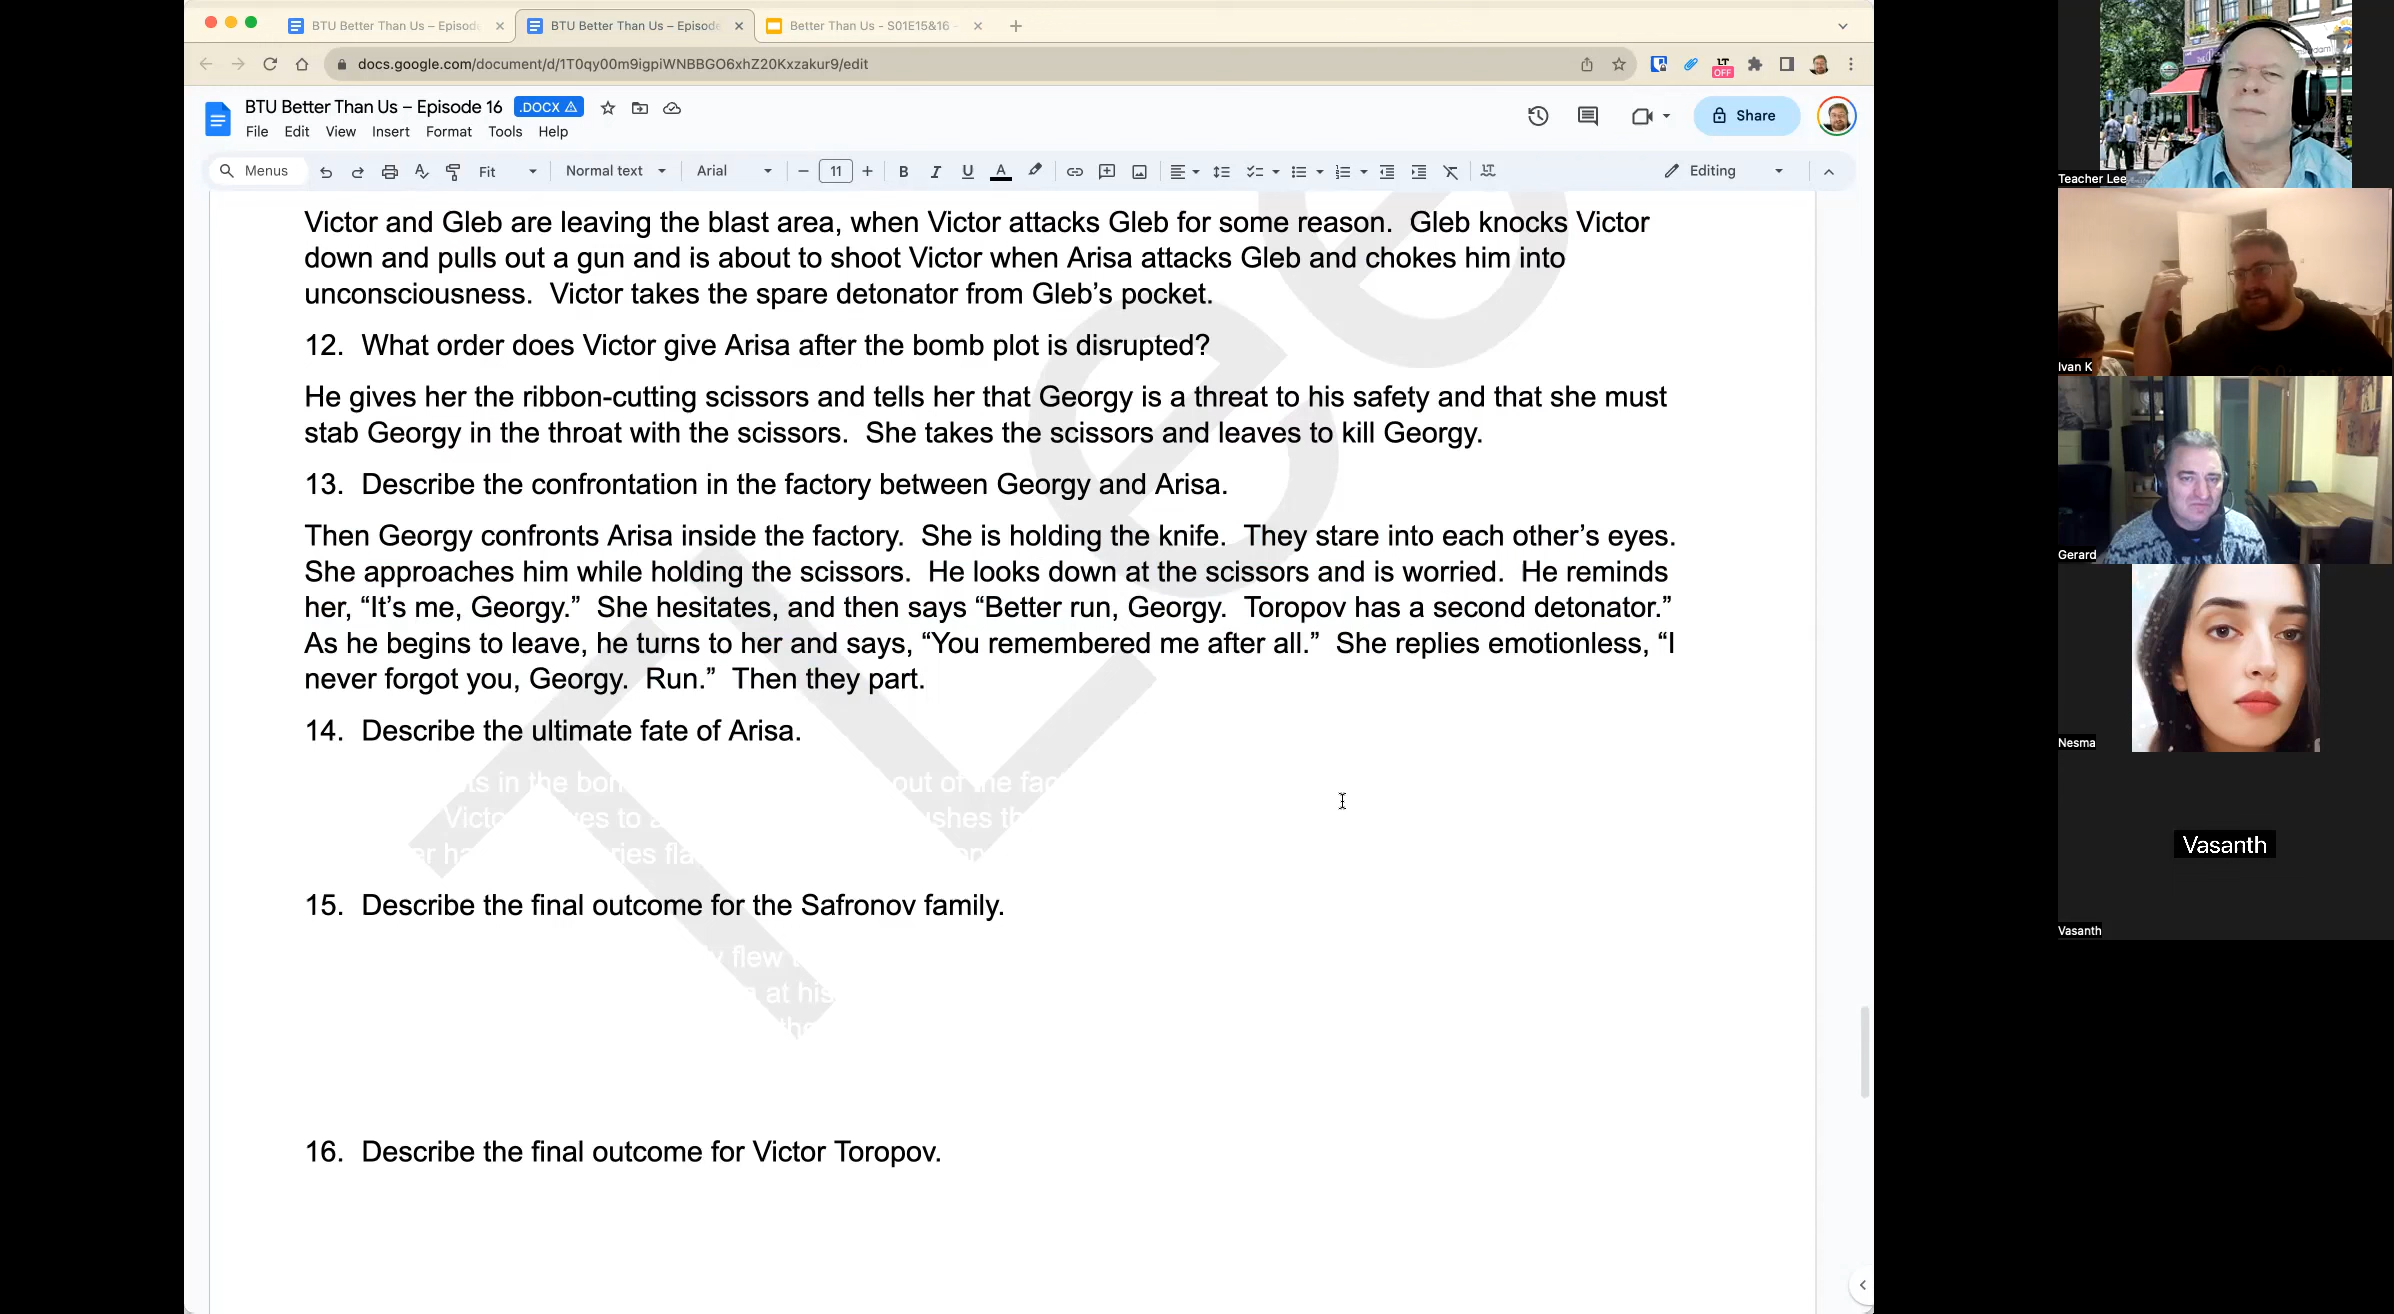 BTU Better Than Us – Episode
BTU Better Than Us – Episode
Better Than Us - S01E15&16 -
docs.google.com/document/d/1T0qy00m9igpiWNBBGO6xhZ20Kxzakur9/edit
LT
OFF
BTU Better Than Us – Episode 16 .DOCX
File Edit View Insert Format Tools Help
Share
Menus Fit Normal text Arial 11 B I U A Editing
Victor and Gleb are leaving the blast area, when Victor attacks Gleb for some reason. Gleb knocks Victor
down and pulls out a gun and is about to shoot Victor when Arisa attacks Gleb and chokes him into
unconsciousness. Victor takes the spare detonator from Gleb’s pocket.
12. What order does Victor give Arisa after the bomb plot is disrupted?
He gives her the ribbon-cutting scissors and tells her that Georgy is a threat to his safety and that she must
stab Georgy in the throat with the scissors. She takes the scissors and leaves to kill Georgy.
13. Describe the confrontation in the factory between Georgy and Arisa.
Then Georgy confronts Arisa inside the factory. She is holding the knife. They stare into each other’s eyes.
She approaches him while holding the scissors. He looks down at the scissors and is worried. He reminds
her, “It’s me, Georgy.” She hesitates, and then says “Better run, Georgy. Toropov has a second detonator.”
As he begins to leave, he turns to her and says, “You remembered me after all.” She replies emotionless, “I
never forgot you, Georgy. Run.” Then they part.
14. Describe the ultimate fate of Arisa.
in the
out of
15. Describe the final outcome for the Safronov family.
flew
at his
16. Describe the final outcome for Victor Toropov.
TLee
Teacher Lee
Ivan K
Gerard
Nesma
Vasanth
Vasanth